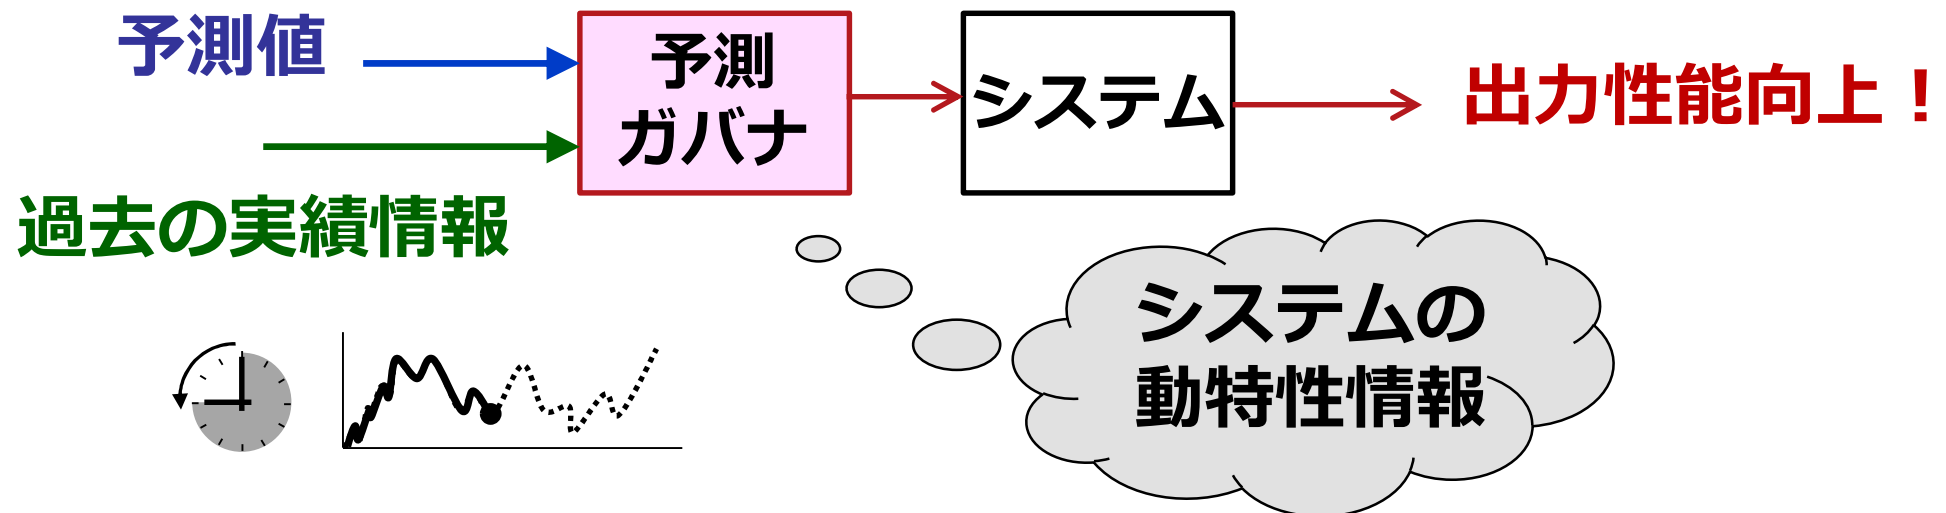 予測値
過去の実績情報
予測
ガバナ
システム
出力性能向上！
システムの
動特性情報